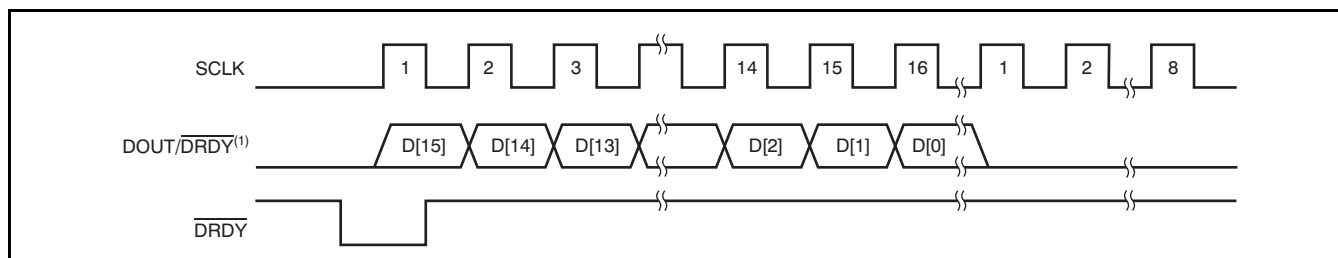 SCLK 1 2 3 14 15 16 1 2 8
DOUT/DRDY(1) D[15] D[14] D[13] D[2] D[1] D[0]
DRDY